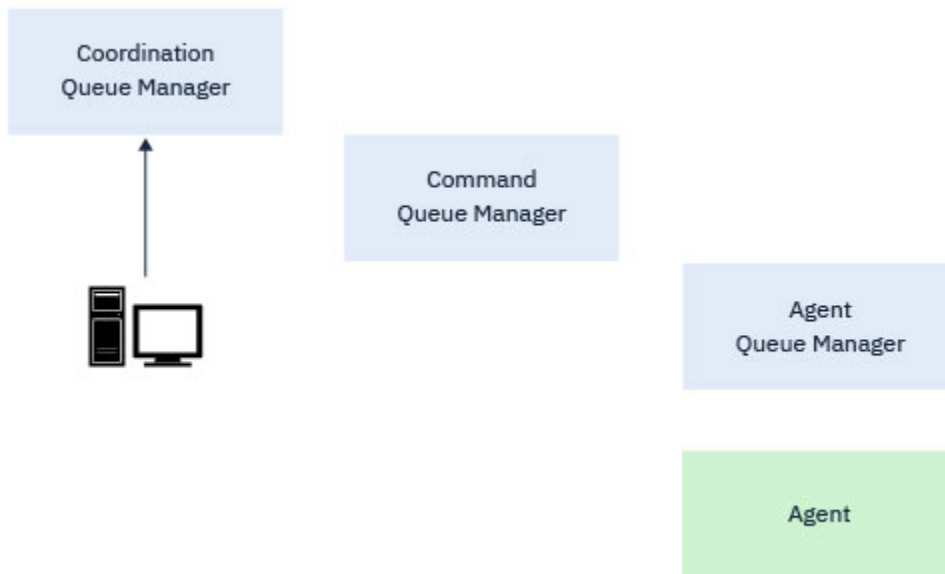 Coordination
Queue Manager
Command
Queue Manager
Agent
Queue Manager
Agent